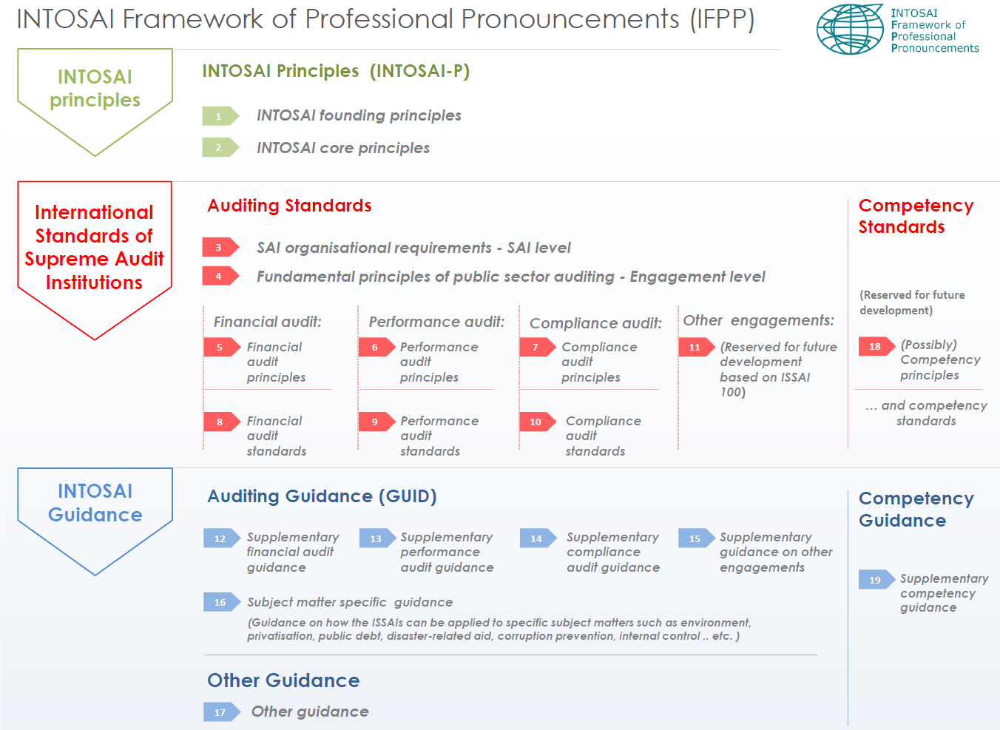 INTOSAI Framework of Professional Pronouncements (IFPP)
INTOSAI
Framework of
Professional
Pronouncements
INTOSAI
principles
INTOSAI Principles (INTOSAI-P)
1 INTOSAI founding principles
2 INTOSAI core principles
International
Standards of
Supreme Audit
Institutions
Auditing Standards
3 SAI organisational requirements - SAI level
4 Fundamental principles of public sector auditing - Engagement level
Financial audit:
5 Financial
audit
principles
8 Financial
audit
standards
Performance audit:
6 Performance
audit
principles
9 Performance
audit
standards
Compliance audit:
7 Compliance
audit
principles
10 Compliance
audit
standards
Other engagements:
11 (Reserved for future
development
based on ISSAI
100)
Competency
Standards
(Reserved for future
development)
18 (Possibly)
Competency
principles
... and competency
standards
INTOSAI
Guidance
Auditing Guidance (GUID)
12 Supplementary
financial audit
guidance
13 Supplementary
performance
audit guidance
14 Supplementary
compliance
audit guidance
15 Supplementary
guidance on other
engagements
16 Subject matter specific guidance
(Guidance on how the ISSAIs can be applied to specific subject matters such as environment,
privatisation, public debt, disaster-related aid, corruption prevention, internal control .. etc. )
Other Guidance
17 Other guidance
Competency
Guidance
19 Supplementary
competency
guidance